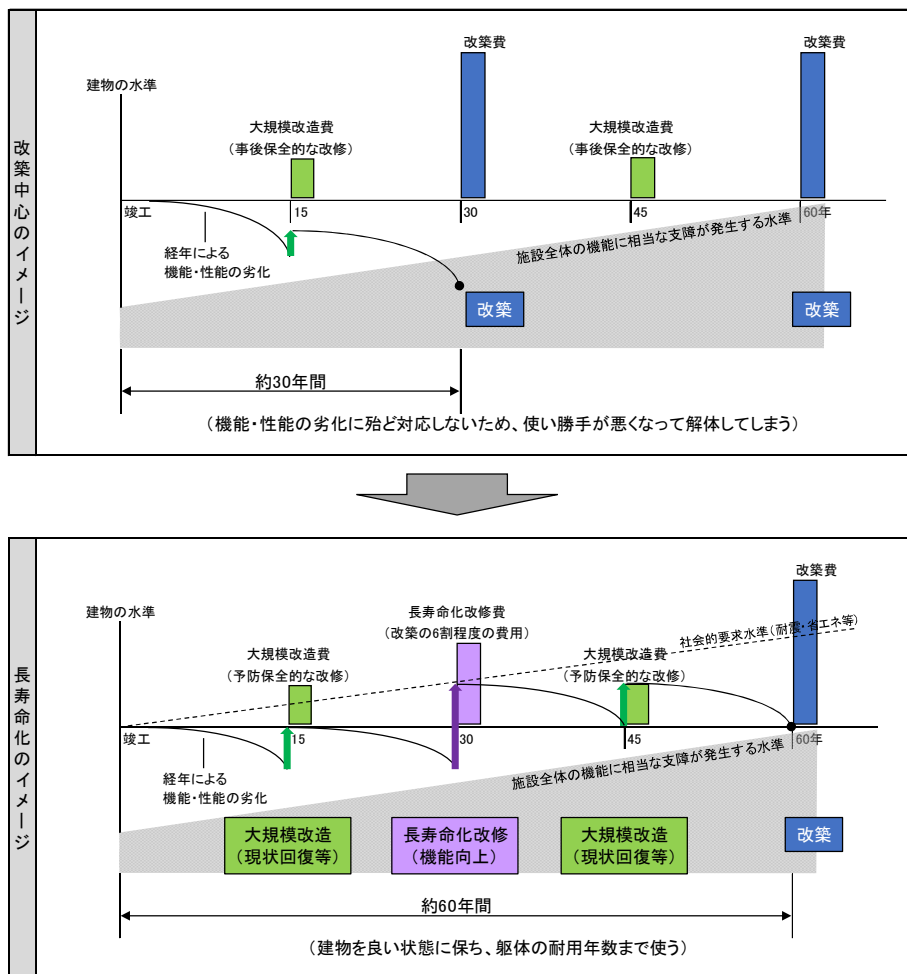 改築中心のイメージ
建物の水準
改築費
改築費
大規模改造費
(事後保全的な改修)
大規模改造費
(事後保全的な改修)
竣工
15
30
45
60年
経年による
機能・性能の劣化
施設全体の機能に相当な支障が発生する水準
改築
改築
約30年間
(機能・性能の劣化に殆ど対応しないため、使い勝手が悪くなって解体してしまう)
長寿命化のイメージ
建物の水準
改築費
長寿命化改修費
(改築の6割程度の費用)
社会的要求水準(耐震・省エネ等)
大規模改造費
(予防保全的な改修)
大規模改造費
(予防保全的な改修)
竣工
15
30
45
60年
経年による
機能・性能の劣化
施設全体の機能に相当な支障が発生する水準
大規模改造
(現状回復等)
長寿命化改修
(機能向上)
大規模改造
(現状回復等)
改築
約60年間
(建物を良い状態に保ち、躯体の耐用年数まで使う)